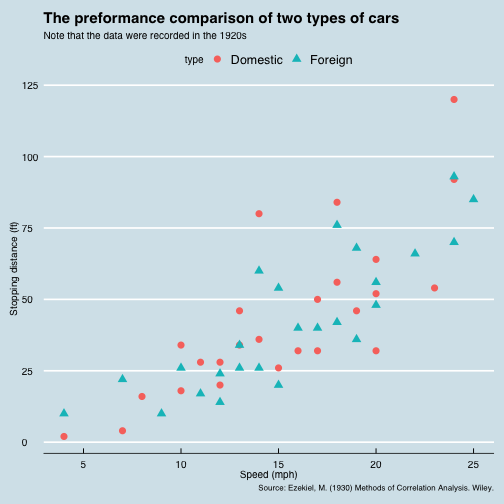 The preformance comparison of two types of cars
Note that the data were recorded in the 1920s
type Domestic Foreign
125
100
75
50
25
0
Stopping distance (ft)
5 10 15 20 25
Speed (mph)
Source: Ezekiel, M. (1930) Methods of Correlation Analysis. Wiley.